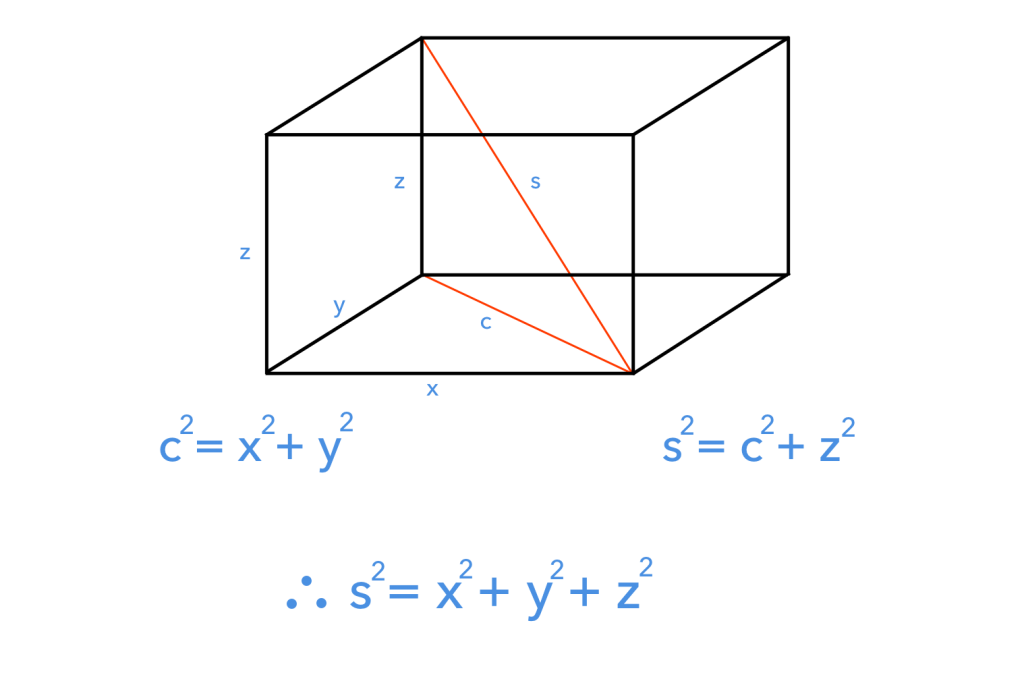 z
s
z
y
c
x
c²= x²+ y²
s²= c²+ z²
∴ s²= x²+ y²+ z²